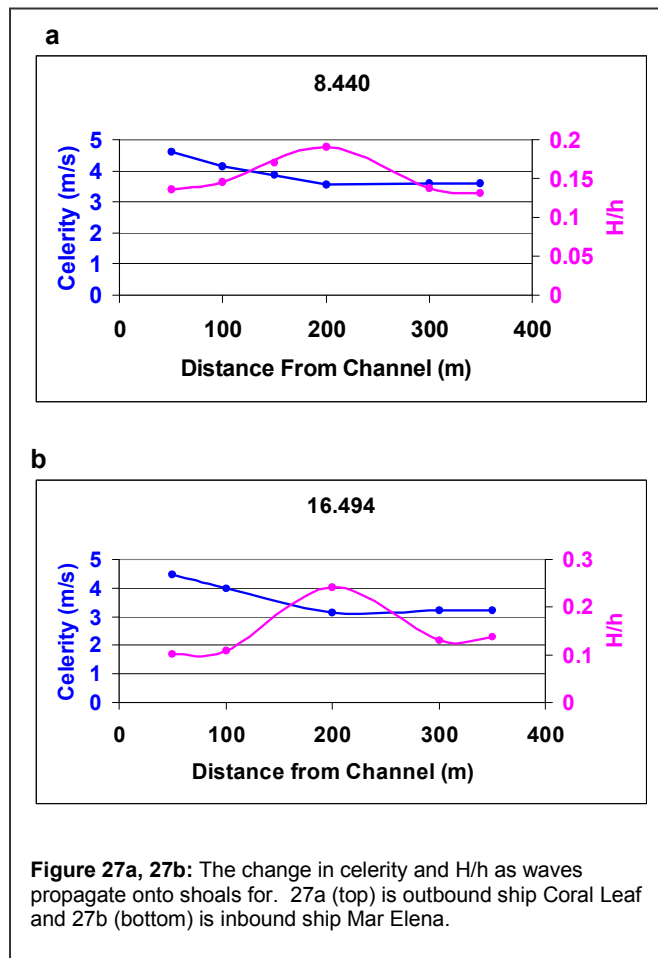 a
8.440
Celerity (m/s)
5
4
3
2
1
0
0.2
0.15
0.1
0.05
0
H/h
0 100 200 300 400
Distance From Channel (m)
b
16.494
Celerity (m/s)
5
4
3
2
1
0
0.3
0.2
0.1
0
H/h
0 100 200 300 400
Distance from Channel (m)
Figure 27a, 27b: The change in celerity and H/h as waves
propagate onto shoals for. 27a (top) is outbound ship Coral Leaf
and 27b (bottom) is inbound ship Mar Elena.